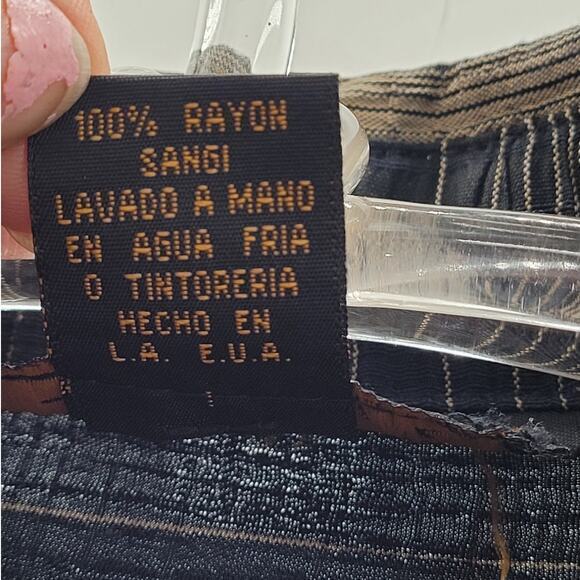 100% RAYON
SANGI
LAVADO A MANO
EN AGUA FRIA
O TINTORERIA
HECHO EN
L.A. E.U.A.